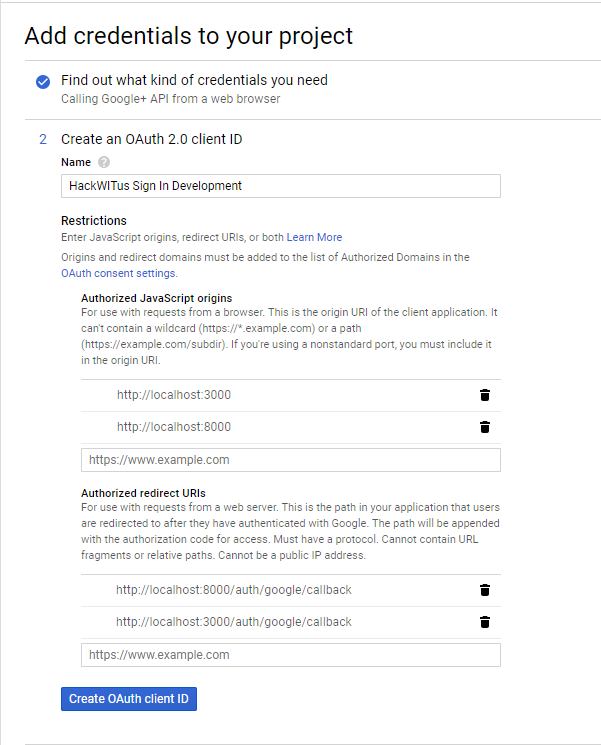 Add credentials to your project
Find out what kind of credentials you need
Calling Google+ API from a web browser
2 Create an OAuth 2.0 client ID
Name ?
HackWITus Sign In Development
Restrictions
Enter JavaScript origins, redirect URIs, or both Learn More
Origins and redirect domains must be added to the list of Authorized Domains in the
OAuth consent settings.
Authorized JavaScript origins
For use with requests from a browser. This is the origin URI of the client application. It
can't contain a wildcard (https://*.example.com) or a path
(https://example.com/subdir). If you're using a nonstandard port, you must include it
in the origin URI.
http://localhost:3000
http://localhost:8000
https://www.example.com
Authorized redirect URIs
For use with requests from a web server. This is the path in your application that users
are redirected to after they have authenticated with Google. The path will be appended
with the authorization code for access. Must have a protocol. Cannot contain URL
fragments or relative paths. Cannot be a public IP address.
http://localhost:8000/auth/google/callback
http://localhost:3000/auth/google/callback
https://www.example.com
Create OAuth client ID